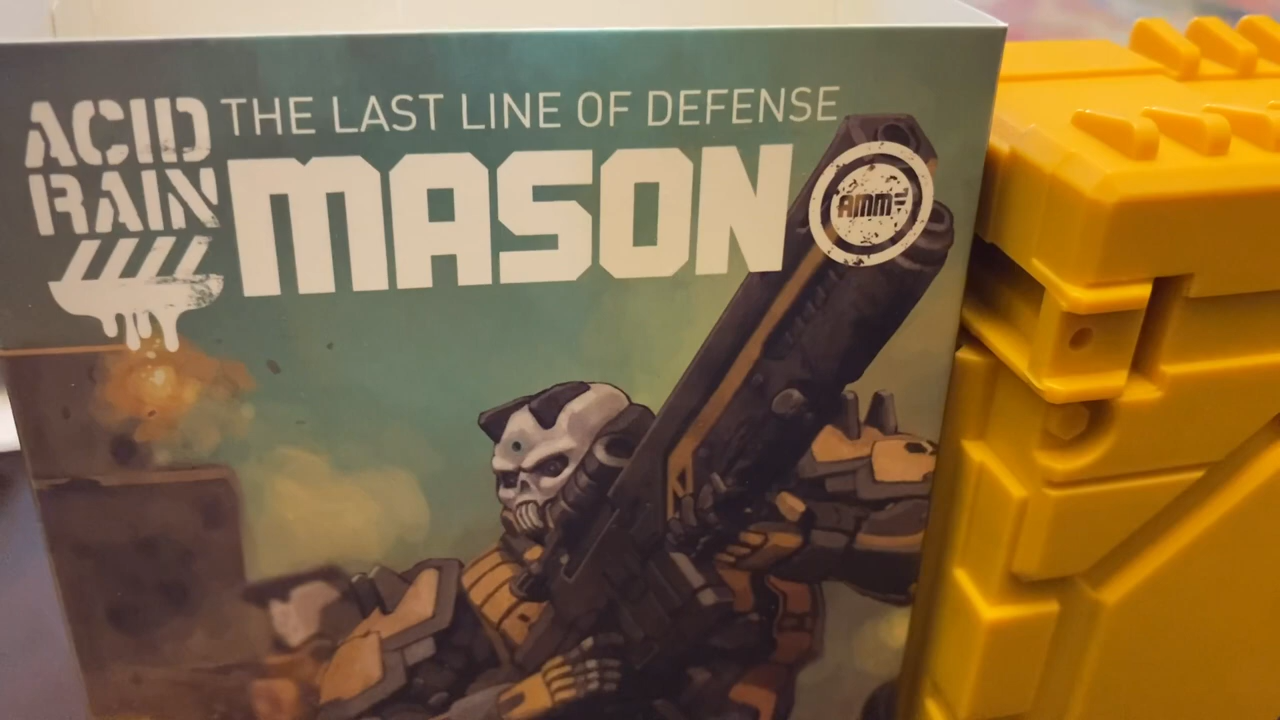 ACID
RAIN
THE LAST LINE OF DEFENSE
MASON
AMM